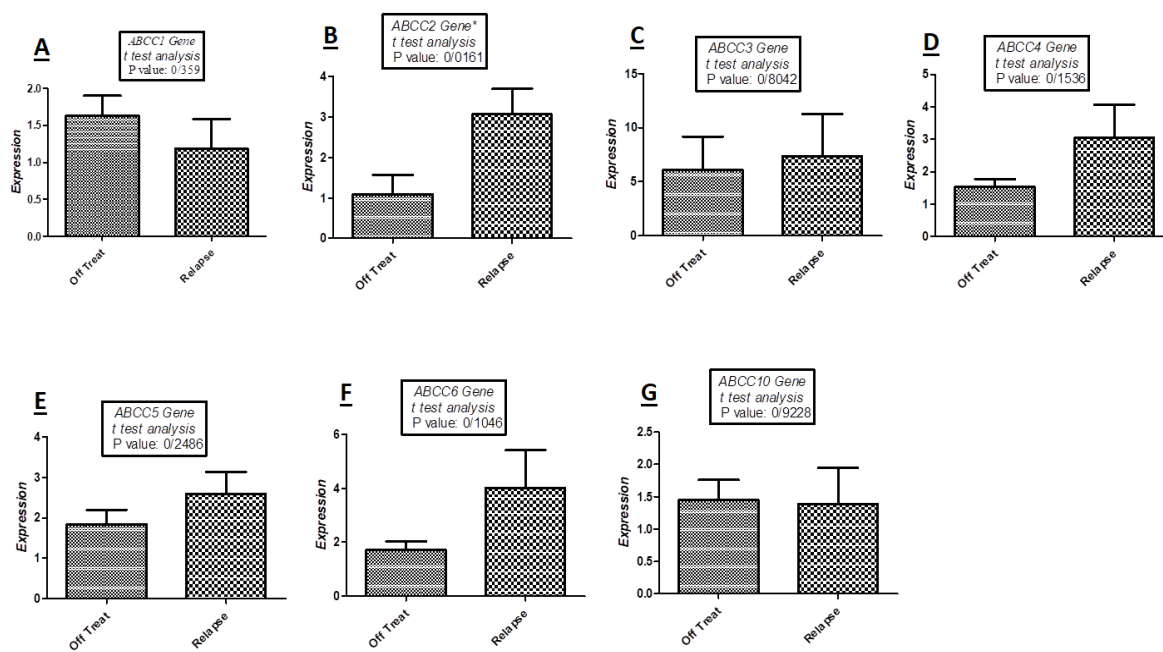 A
ABCC1 Gene
t test analysis
P value: 0/359
2.0
1.5
1.0
0.5
0.0
Expression
Off Treat
Relapse
B
ABCC2 Gene*
t test analysis
P value: 0/0161
4
3
2
1
0
Expression
Off Treat
Relapse
C
ABCC3 Gene
t test analysis
P value: 0/8042
15
10
5
0
Expression
Off Treat
Relapse
D
ABCC4 Gene
t test analysis
P value: 0/1536
5
4
3
2
1
0
Expression
Off Treat
Relapse
E
ABCC5 Gene
t test analysis
P value: 0/2486
4
3
2
1
0
Expression
Off Treat
Relapse
F
ABCC6 Gene
t test analysis
P value: 0/1046
6
4
2
0
Expression
Off Treat
Relapse
G
ABCC10 Gene
t test analysis
P value: 0/9228
2.5
2.0
1.5
1.0
0.5
0.0
Expression
Off Treat
Relapse